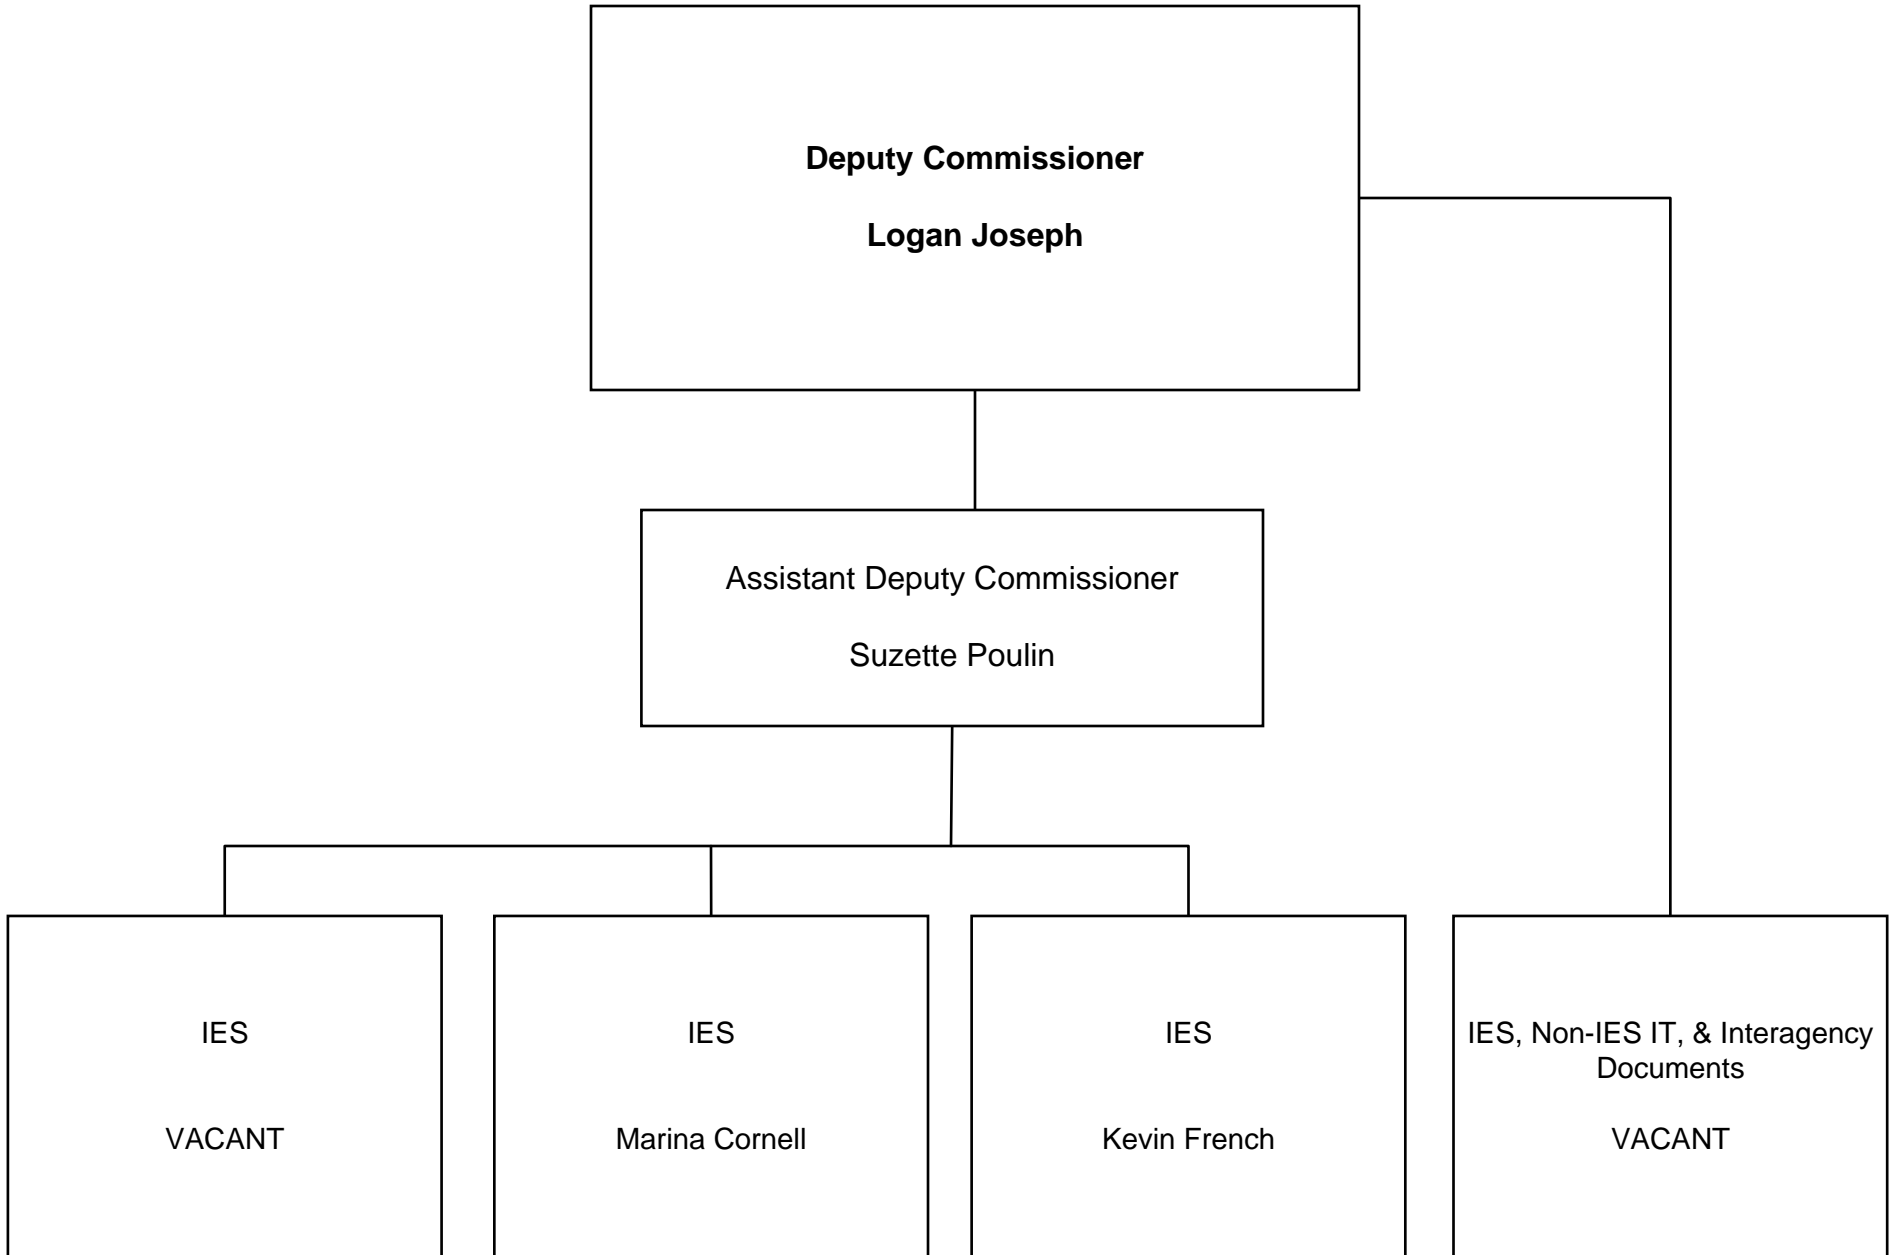 Deputy Commissioner
Logan Joseph
Assistant Deputy Commissioner
Suzette Poulin
IES
VACANT
IES
Marina Cornell
IES
Kevin French
IES, Non-IES IT, & Interagency
Documents
VACANT